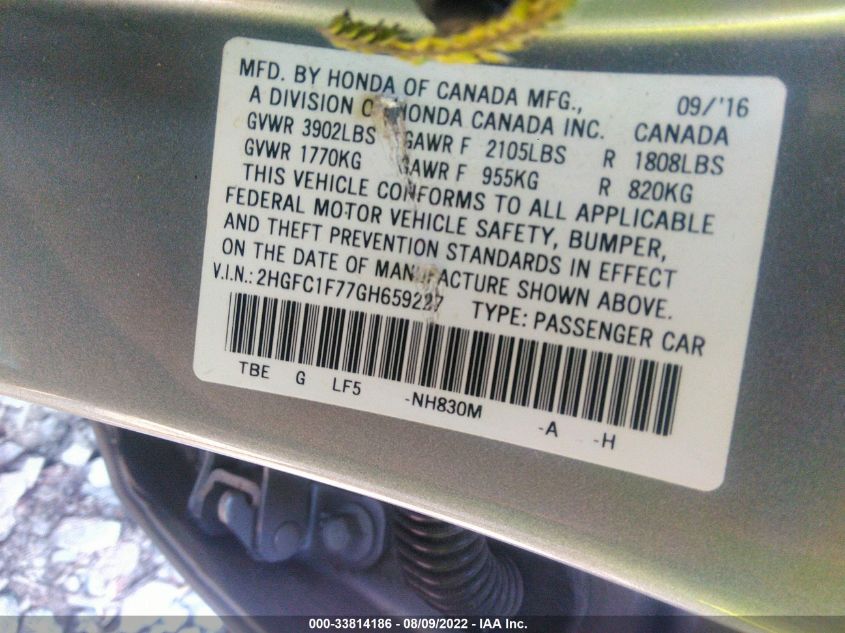 MFD. BY HONDA OF CANADA MFG., 09/'16
A DIVISION OF HONDA CANADA INC. CANADA
GVWR 3902LBS GAWR F 2105LBS R 1808LBS
GVWR 1770KG GAWR F 955KG R 820KG
THIS VEHICLE CONFORMS TO ALL APPLICABLE
FEDERAL MOTOR VEHICLE SAFETY, BUMPER,
AND THEFT PREVENTION STANDARDS IN EFFECT
ON THE DATE OF MANUFACTURE SHOWN ABOVE.
V.I.N.: 2HGFC1F77GH659227 TYPE: PASSENGER CAR
TBE G LF5 -NH830M -A -H
000-33814186 - 08/09/2022 - IAA Inc.